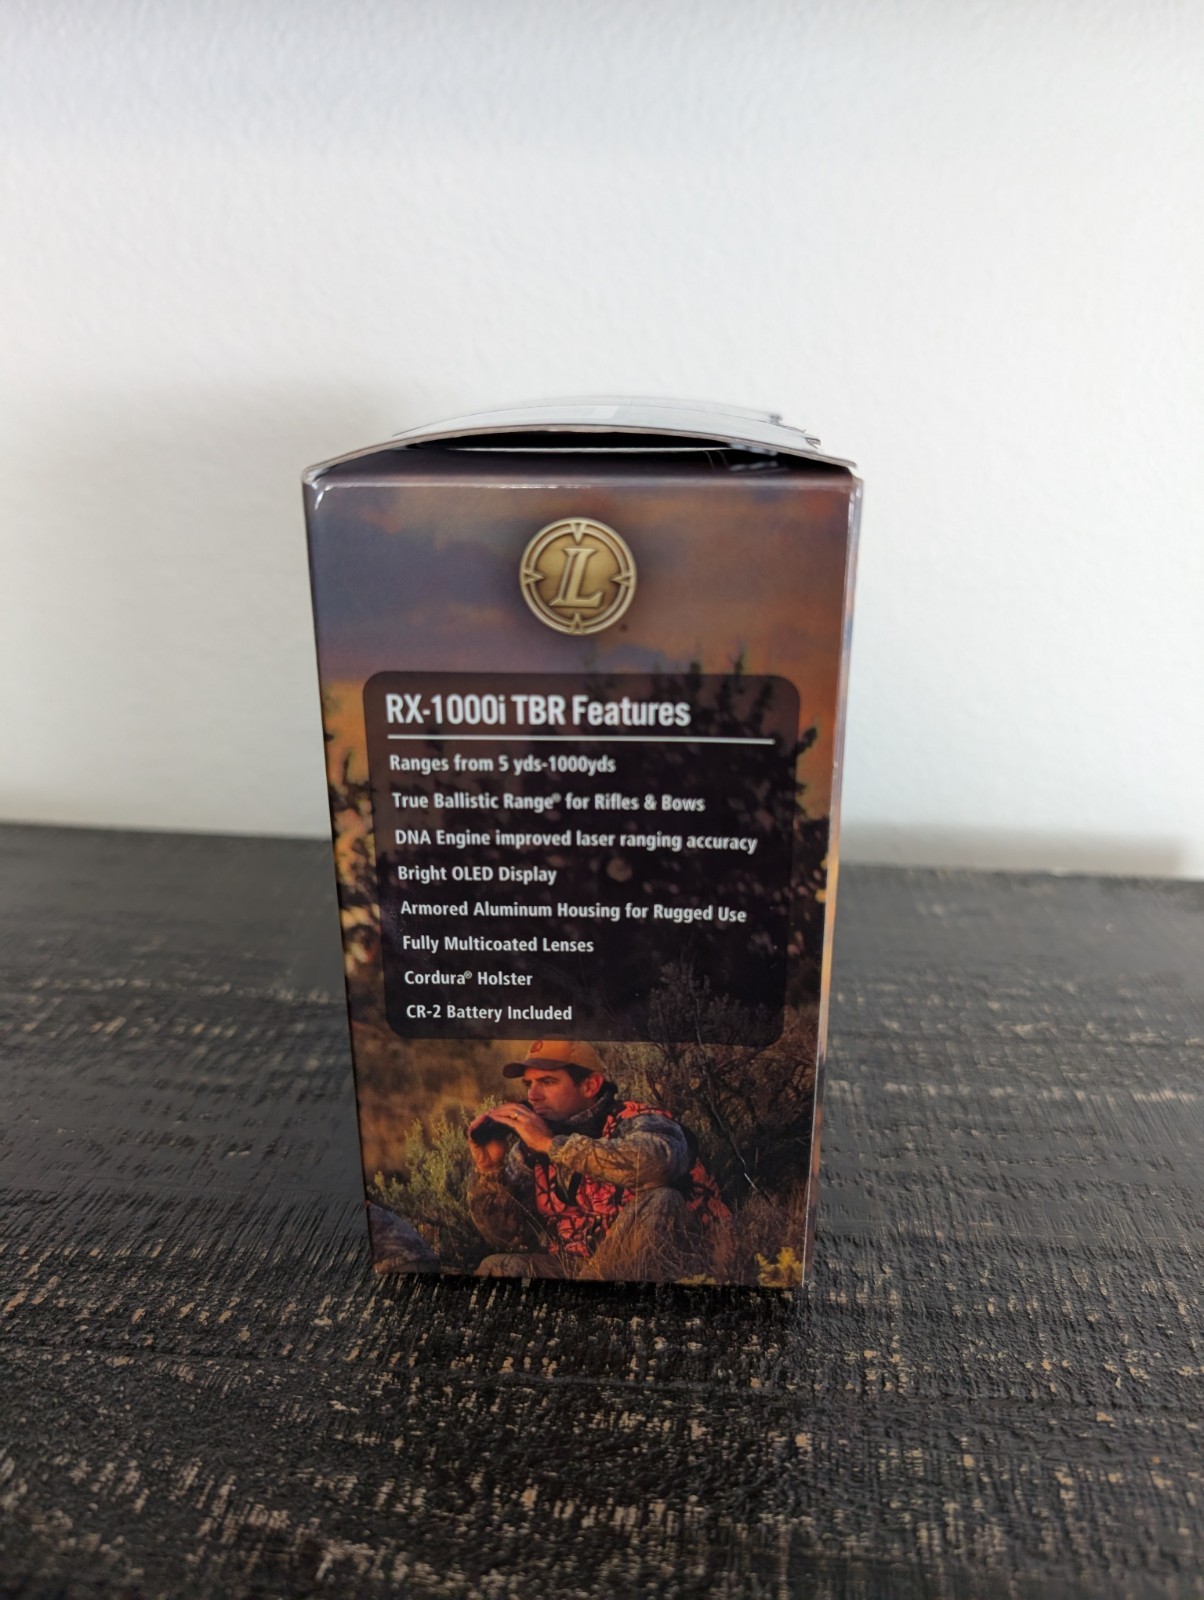 L
RX-1000i TBR Features
Ranges from 5 yds-1000yds
True Ballistic Range® for Rifles & Bows
DNA Engine improved laser ranging accuracy
Bright OLED Display
Armored Aluminum Housing for Rugged Use
Fully Multicoated Lenses
Cordura® Holster
CR-2 Battery Included